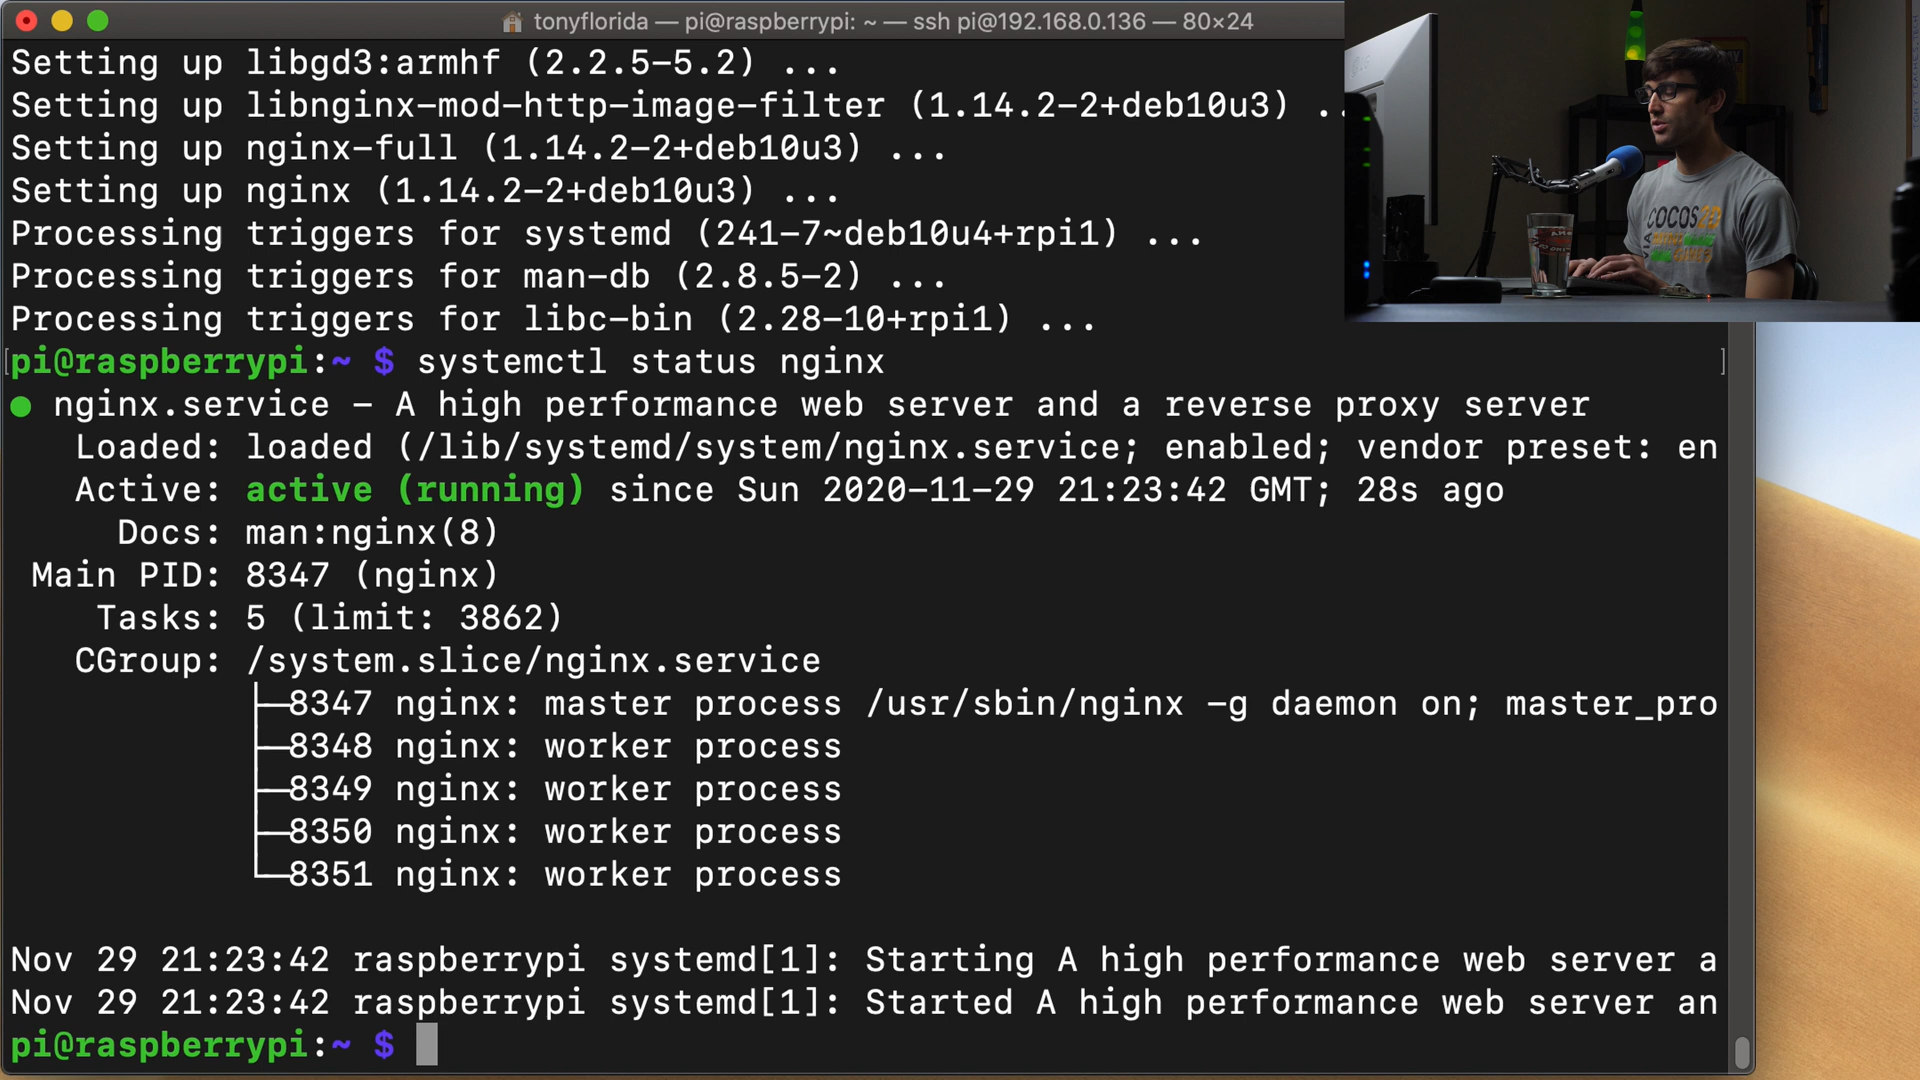 tonyflorida — pi@raspberrypi: ~ — ssh pi@192.168.0.136 — 80×24
Setting up libgd3:armhf (2.2.5-5.2) ...
Setting up libnginx-mod-http-image-filter (1.14.2-2+deb10u3) ..
Setting up nginx-full (1.14.2-2+deb10u3) ...
Setting up nginx (1.14.2-2+deb10u3) ...
Processing triggers for systemd (241-7~deb10u4+rpi1) ...
Processing triggers for man-db (2.8.5-2) ...
Processing triggers for libc-bin (2.28-10+rpi1) ...
[pi@raspberrypi:~ $ systemctl status nginx ]
● nginx.service - A high performance web server and a reverse proxy server
Loaded: loaded (/lib/systemd/system/nginx.service; enabled; vendor preset: en
Active: active (running) since Sun 2020-11-29 21:23:42 GMT; 28s ago
Docs: man:nginx(8)
Main PID: 8347 (nginx)
Tasks: 5 (limit: 3862)
CGroup: /system.slice/nginx.service
├─8347 nginx: master process /usr/sbin/nginx -g daemon on; master_pro
├─8348 nginx: worker process
├─8349 nginx: worker process
├─8350 nginx: worker process
└─8351 nginx: worker process
Nov 29 21:23:42 raspberrypi systemd[1]: Starting A high performance web server a
Nov 29 21:23:42 raspberrypi systemd[1]: Started A high performance web server an
pi@raspberrypi:~ $
COCOS2D